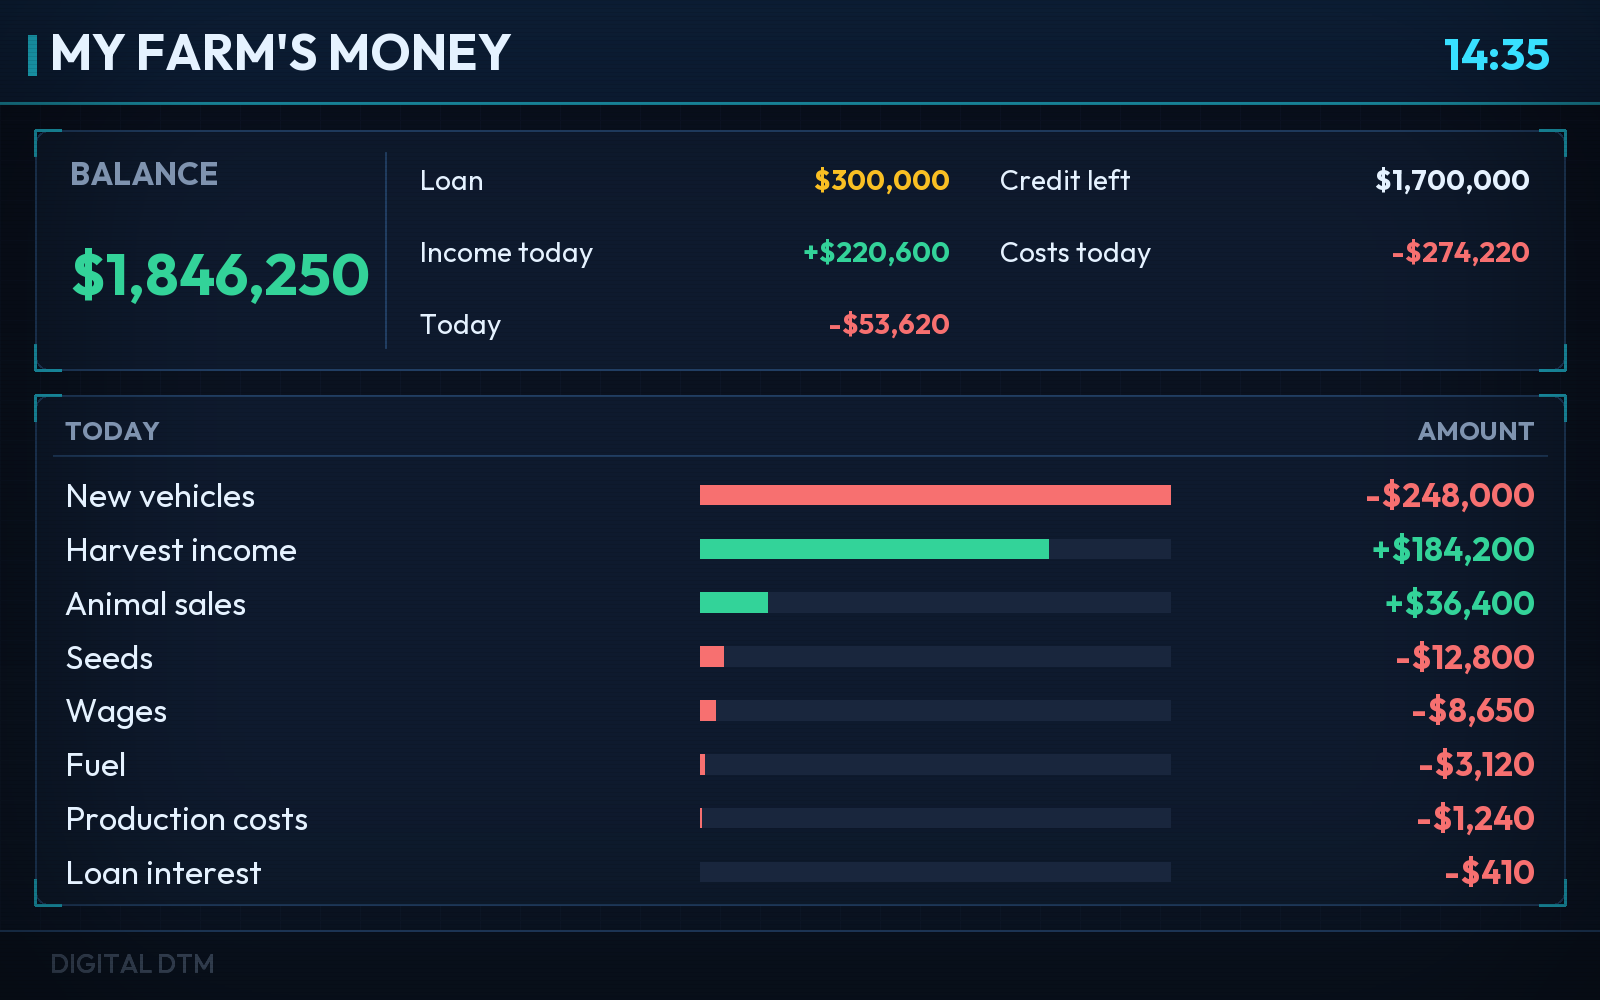 MY FARM'S MONEY
14:35
BALANCE
$1,846,250
Loan $300,000 Credit left $1,700,000
Income today +$220,600 Costs today -$274,220
Today -$53,620
TODAY AMOUNT
New vehicles -$248,000
Harvest income +$184,200
Animal sales +$36,400
Seeds -$12,800
Wages -$8,650
Fuel -$3,120
Production costs -$1,240
Loan interest -$410
DIGITAL DTM